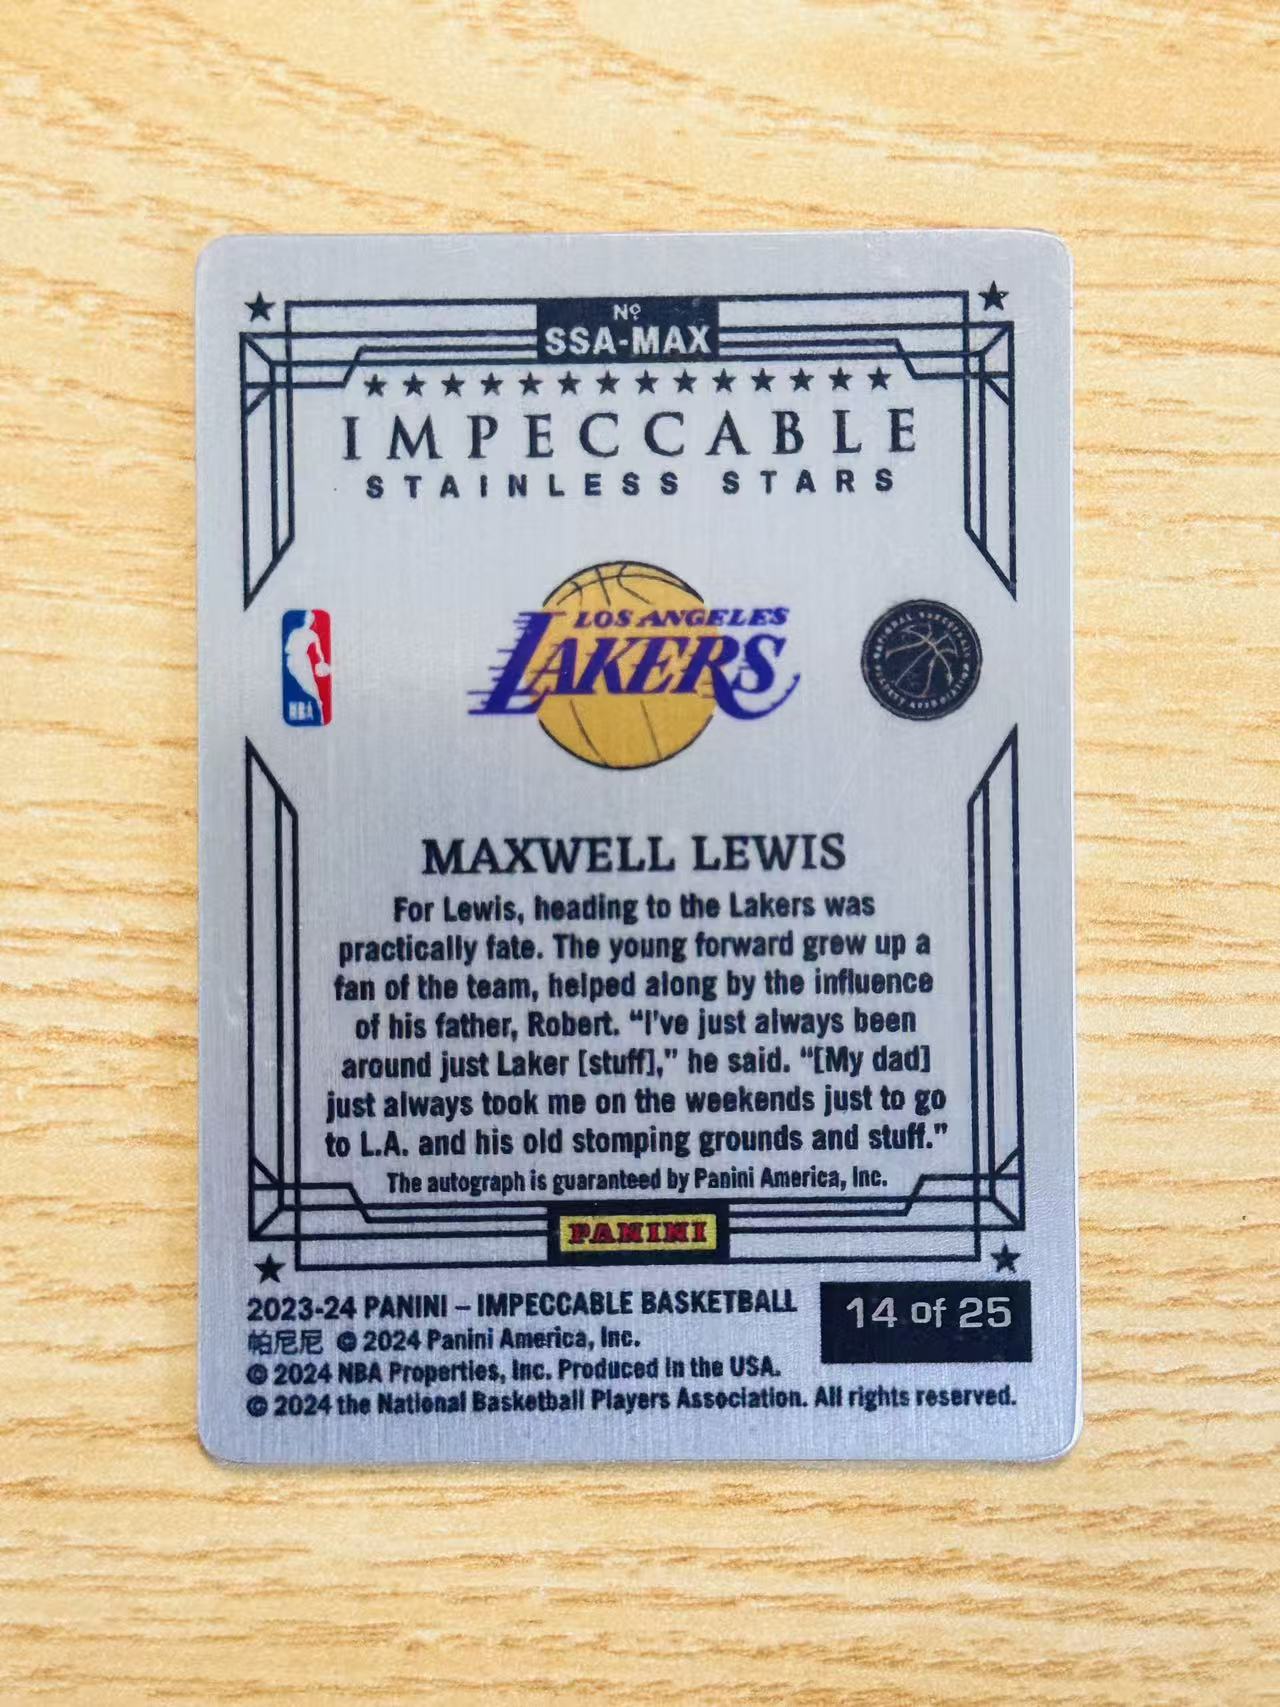 Nº
SSA-MAX
IMPECCABLE
STAINLESS STARS
LOS ANGELES
LAKERS
NBA
NATIONAL BASKETBALL
PLAYERS ASSOCIATION
MAXWELL LEWIS
For Lewis, heading to the Lakers was
practically fate. The young forward grew up a
fan of the team, helped along by the influence
of his father, Robert. “I’ve just always been
around just Laker [stuff],” he said. “[My dad]
just always took me on the weekends just to go
to L.A. and his old stomping grounds and stuff.”
The autograph is guaranteed by Panini America, Inc.
PANINI
2023-24 PANINI – IMPECCABLE BASKETBALL
14 of 25
帕尼尼 © 2024 Panini America, Inc.
© 2024 NBA Properties, Inc. Produced in the USA.
© 2024 the National Basketball Players Association. All rights reserved.